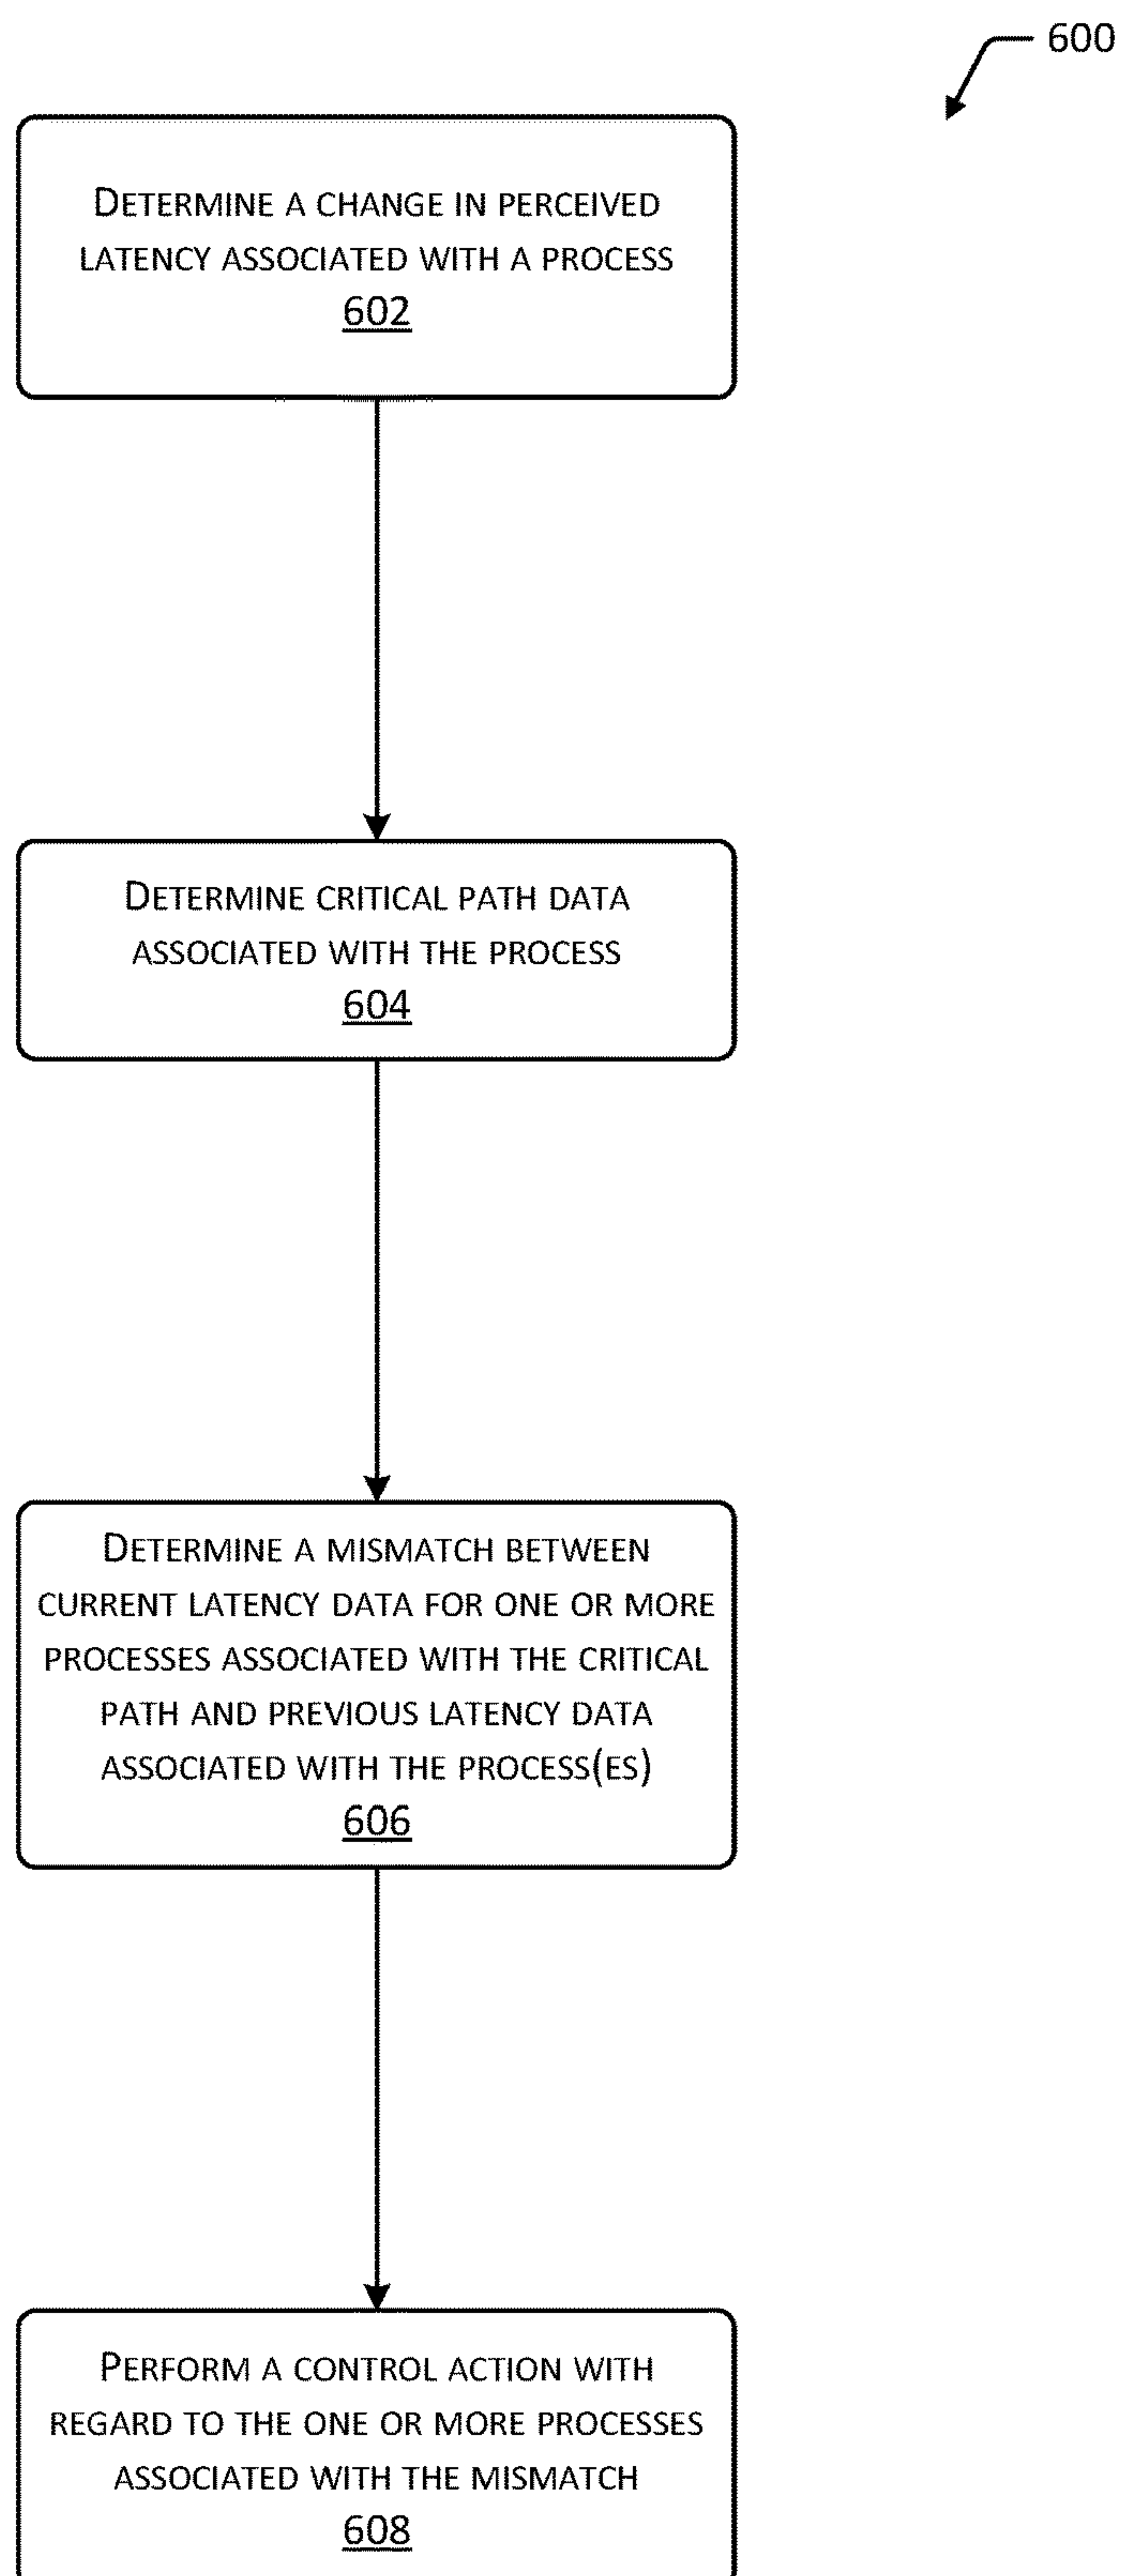 600
DETERMINE A CHANGE IN PERCEIVED
LATENCY ASSOCIATED WITH A PROCESS
602
DETERMINE CRITICAL PATH DATA
ASSOCIATED WITH THE PROCESS
604
DETERMINE A MISMATCH BETWEEN
CURRENT LATENCY DATA FOR ONE OR MORE
PROCESSES ASSOCIATED WITH THE CRITICAL
PATH AND PREVIOUS LATENCY DATA
ASSOCIATED WITH THE PROCESS(ES)
606
PERFORM A CONTROL ACTION WITH
REGARD TO THE ONE OR MORE PROCESSES
ASSOCIATED WITH THE MISMATCH
608